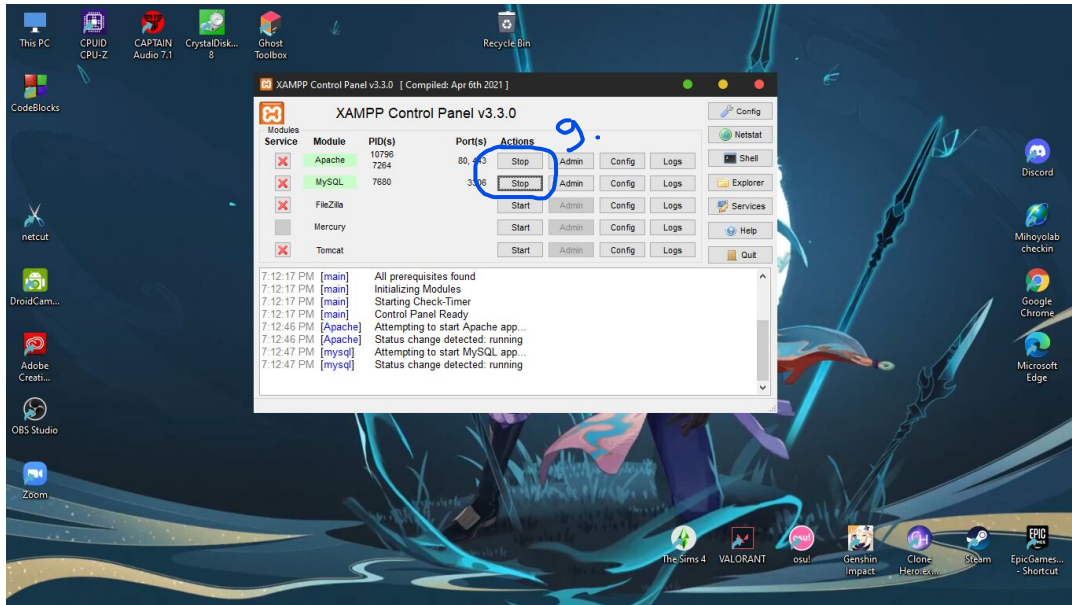 This PC
CPUID
CPU-Z
CAPTAIN
Audio 7.1
CrystalDisk...
8
Ghost
Toolbox
Recycle Bin
CodeBlocks
netcut
DroidCam...
Adobe
Creati...
OBS Studio
Zoom
XAMPP Control Panel v3.3.0 [ Compiled: Apr 6th 2021 ]
XAMPP Control Panel v3.3.0
9.
Modules
Service Module PID(s) Port(s) Actions
Apache 10796 7264 80, 443 Stop Admin Config Logs
MySQL 7680 3306 Stop Admin Config Logs
FileZilla Start Admin Config Logs
Mercury Start Admin Config Logs
Tomcat Start Admin Config Logs
Config
Netstat
Shell
Explorer
Services
Help
Quit
7:12:17 PM [main] All prerequisites found
7:12:17 PM [main] Initializing Modules
7:12:17 PM [main] Starting Check-Timer
7:12:17 PM [main] Control Panel Ready
7:12:46 PM [Apache] Attempting to start Apache app...
7:12:46 PM [Apache] Status change detected: running
7:12:47 PM [mysql] Attempting to start MySQL app...
7:12:47 PM [mysql] Status change detected: running
Discord
Mihoyolab
checkin
Google
Chrome
Microsoft
Edge
The Sims 4
VALORANT
osu!
osu!
Genshin
Impact
Clone
Hero.ex...
Steam
EPIC
GAMES
EpicGames...
- Shortcut